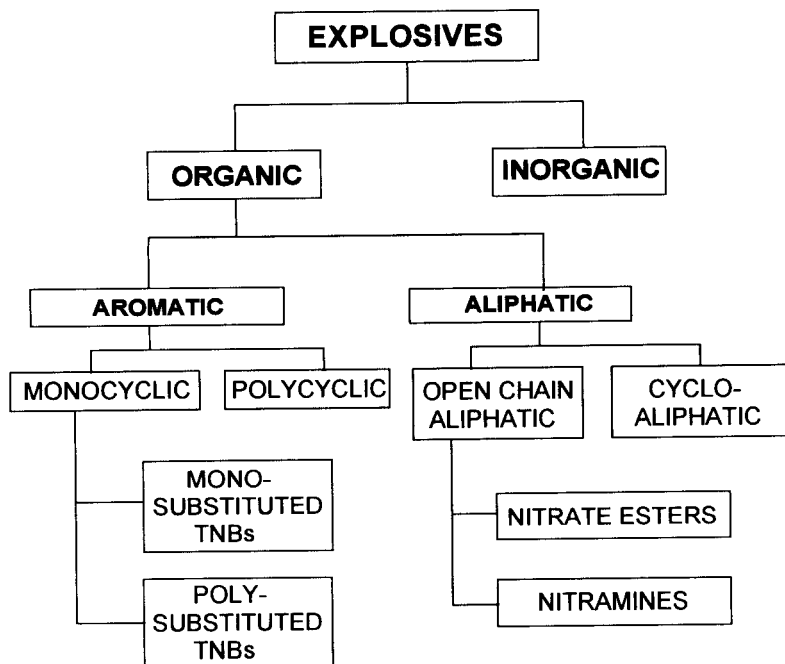 EXPLOSIVES
ORGANIC
INORGANIC
AROMATIC
ALIPHATIC
MONOCYCLIC
POLYCYCLIC
OPEN CHAIN
ALIPHATIC
CYCLO-
ALIPHATIC
MONO-
SUBSTITUTED
TNBs
NITRATE ESTERS
POLY-
SUBSTITUTED
TNBs
NITRAMINES